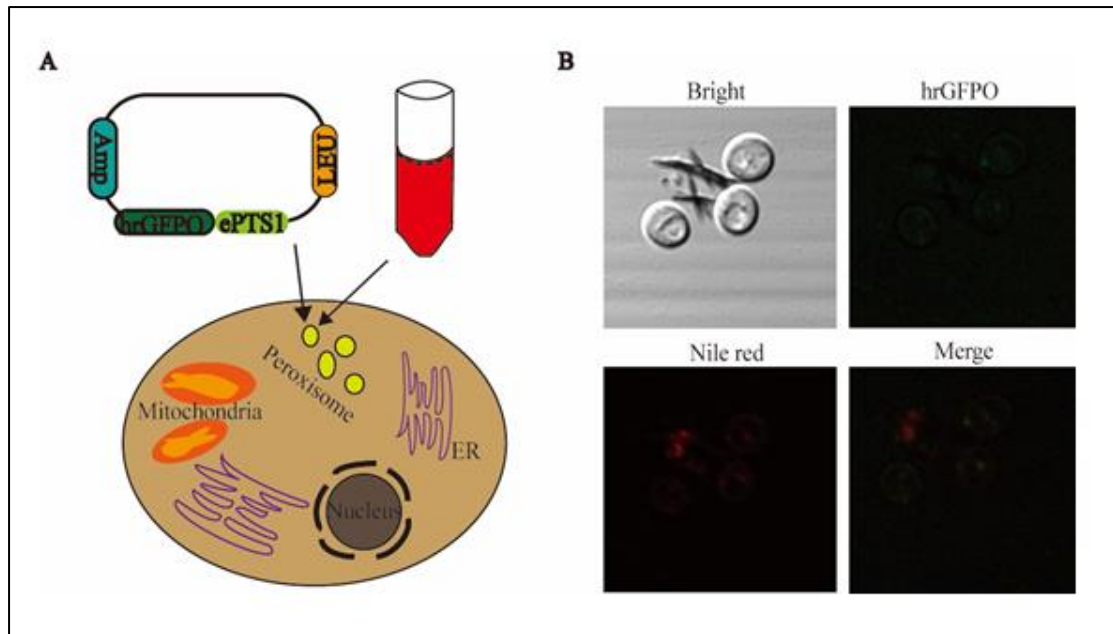 A
Amp
LEU
hrGFPO
ePTS1
Peroxisome
Mitochondria
ER
Nucleus
B
Bright
hrGFPO
Nile red
Merge